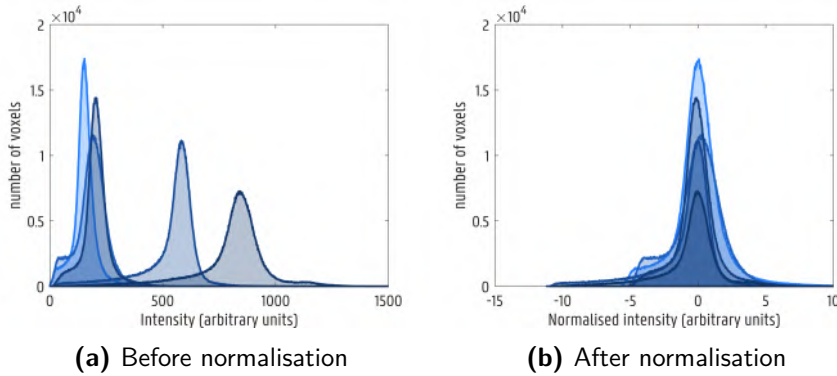 2 ×10⁴
1.5
1
0.5
0
number of voxels
0 500 1000 1500
Intensity (arbitrary units)
(a) Before normalisation
2 ×10⁴
1.5
1
0.5
0
number of voxels
-15 -10 -5 0 5 10
Normalised intensity (arbitrary units)
(b) After normalisation